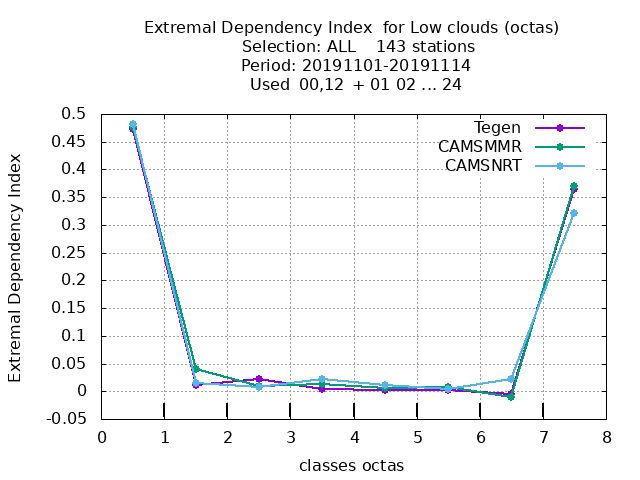 Extremal Dependency Index  for Low clouds (octas)
Selection: ALL    143 stations
Period: 20191101-20191114
Used  00,12  + 01 02 ... 24
Extremal Dependency Index
0.5
0.45
0.4
0.35
0.3
0.25
0.2
0.15
0.1
0.05
0
-0.05
Tegen
CAMSMMR
CAMSNRT
0 1 2 3 4 5 6 7 8
classes octas